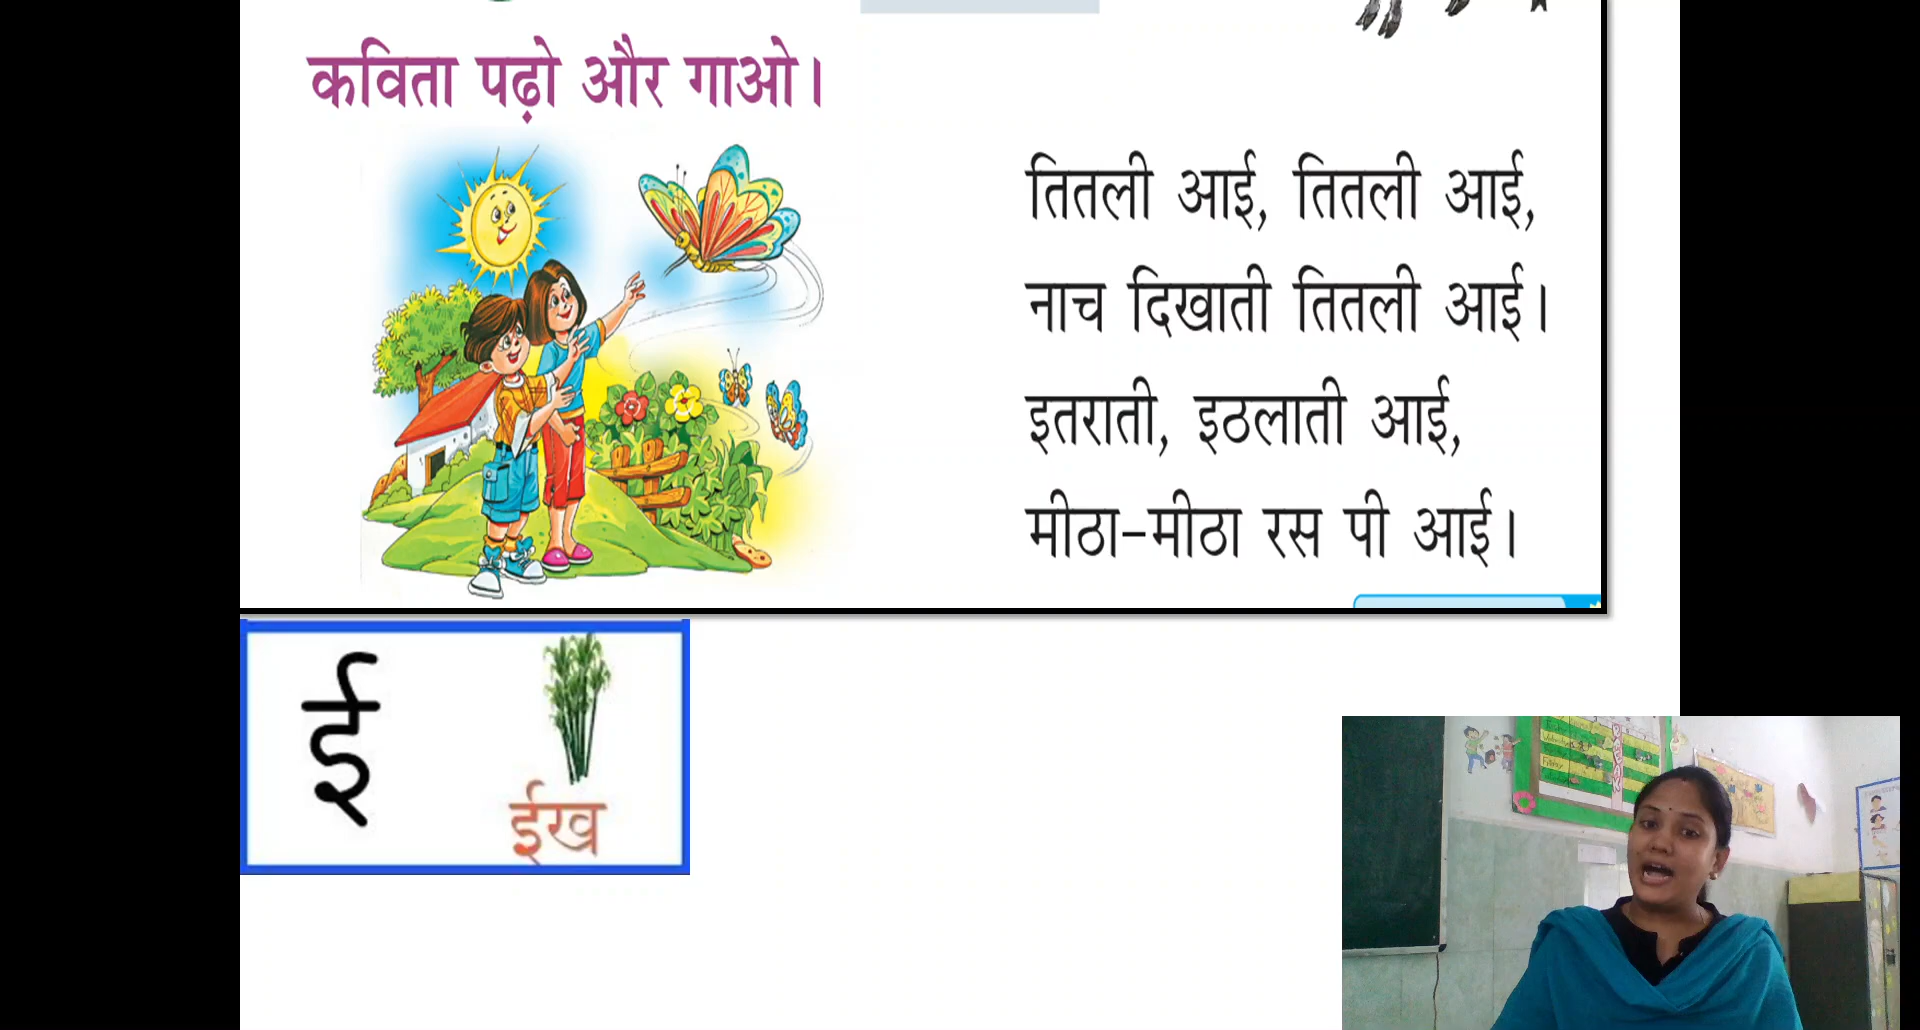 कविता पढ़ो और गाओ।
तितली आई, तितली आई,
नाच दिखाती तितली आई।
इतराती, इठलाती आई,
मीठा-मीठा रस पी आई।
ई
ईख